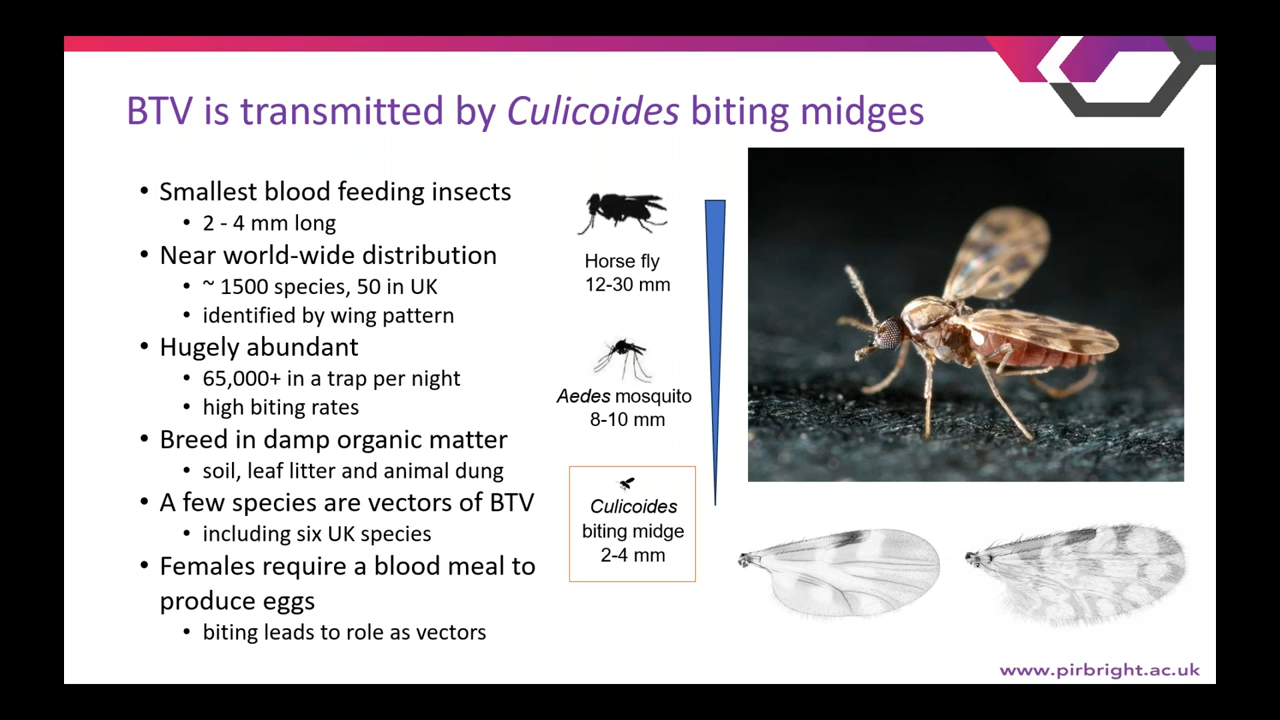 BTV is transmitted by Culicoides biting midges
• Smallest blood feeding insects
• 2 - 4 mm long
• Near world-wide distribution
• ~ 1500 species, 50 in UK
• identified by wing pattern
• Hugely abundant
• 65,000+ in a trap per night
• high biting rates
• Breed in damp organic matter
• soil, leaf litter and animal dung
• A few species are vectors of BTV
• including six UK species
• Females require a blood meal to
produce eggs
• biting leads to role as vectors
Horse fly
12-30 mm
Aedes mosquito
8-10 mm
Culicoides
biting midge
2-4 mm
www.pirbright.ac.uk